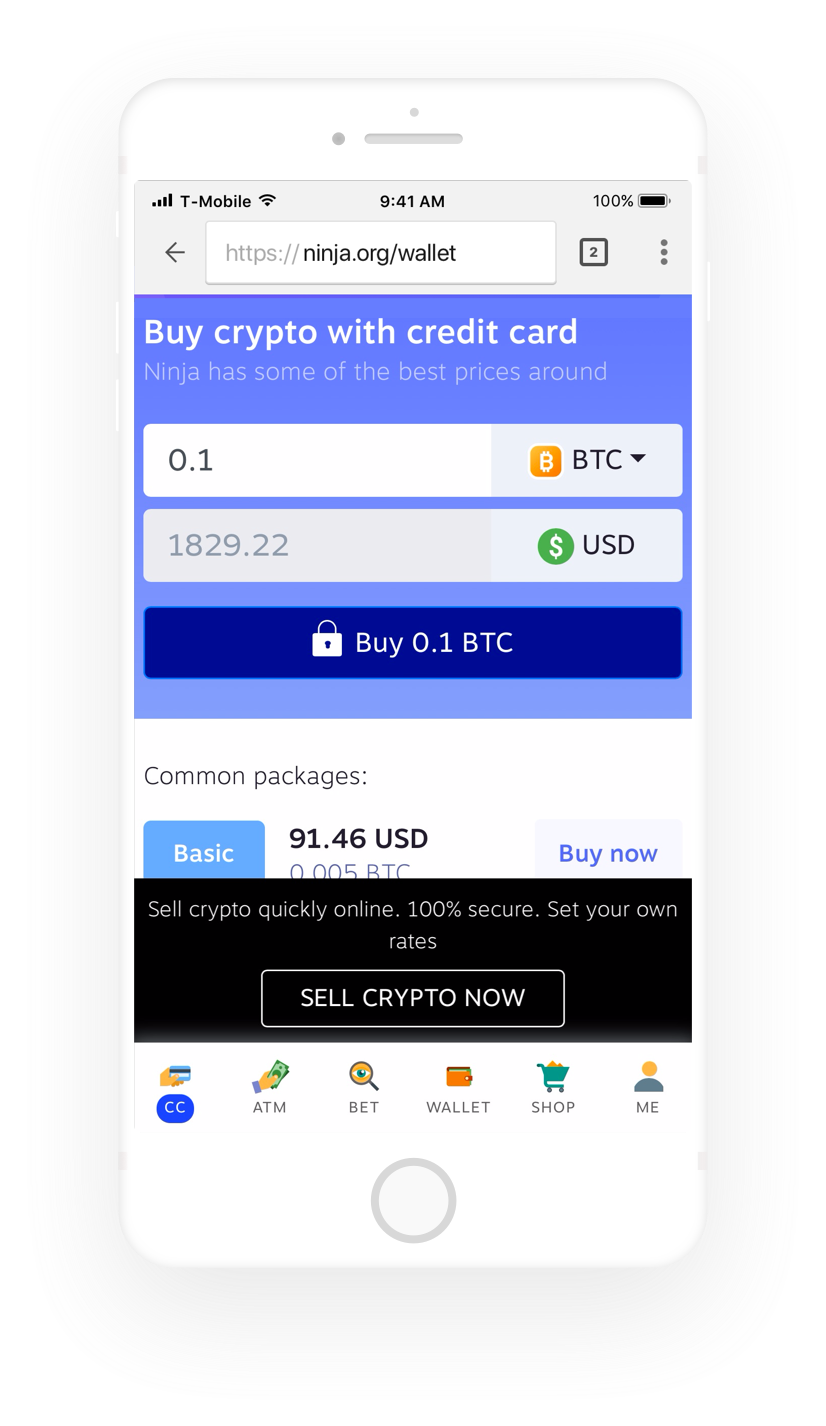 T-Mobile 9:41 AM 100%
https:// ninja.org/wallet 2
Buy crypto with credit card
Ninja has some of the best prices around
0.1 BTC
1829.22 $ USD
Buy 0.1 BTC
Common packages:
Basic 91.46 USD Buy now
0.005 BTC
Sell crypto quickly online. 100% secure. Set your own
rates
SELL CRYPTO NOW
CC ATM BET WALLET SHOP ME